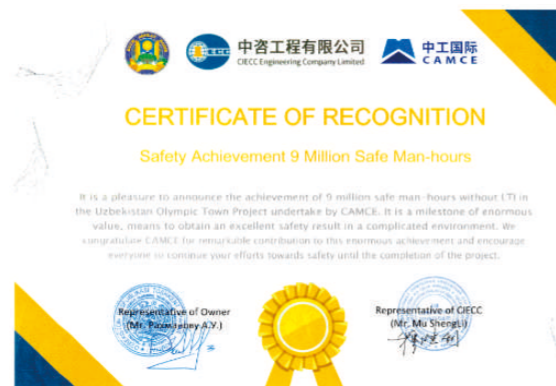 中咨工程有限公司
CIECC Engineering Company Limited
中工国际
CAMCE
CERTIFICATE OF RECOGNITION
Safety Achievement 9 Million Safe Man-hours
It is a pleasure to announce the achievement of 9 million safe man-hours without LTI in
the Uzbekistan Olympic Town Project undertake by CAMCE. It is a milestone of enormous
value, means to obtain an excellent safety result in a complicated environment. We
congratulate CAMCE for remarkable contribution to this enormous achievement and encourage
everyone to continue your efforts towards safety until the completion of the project.
Representative of Owner
(Mr. A.Y.)
Representative of CIECC
(Mr. Mu ShengLi)